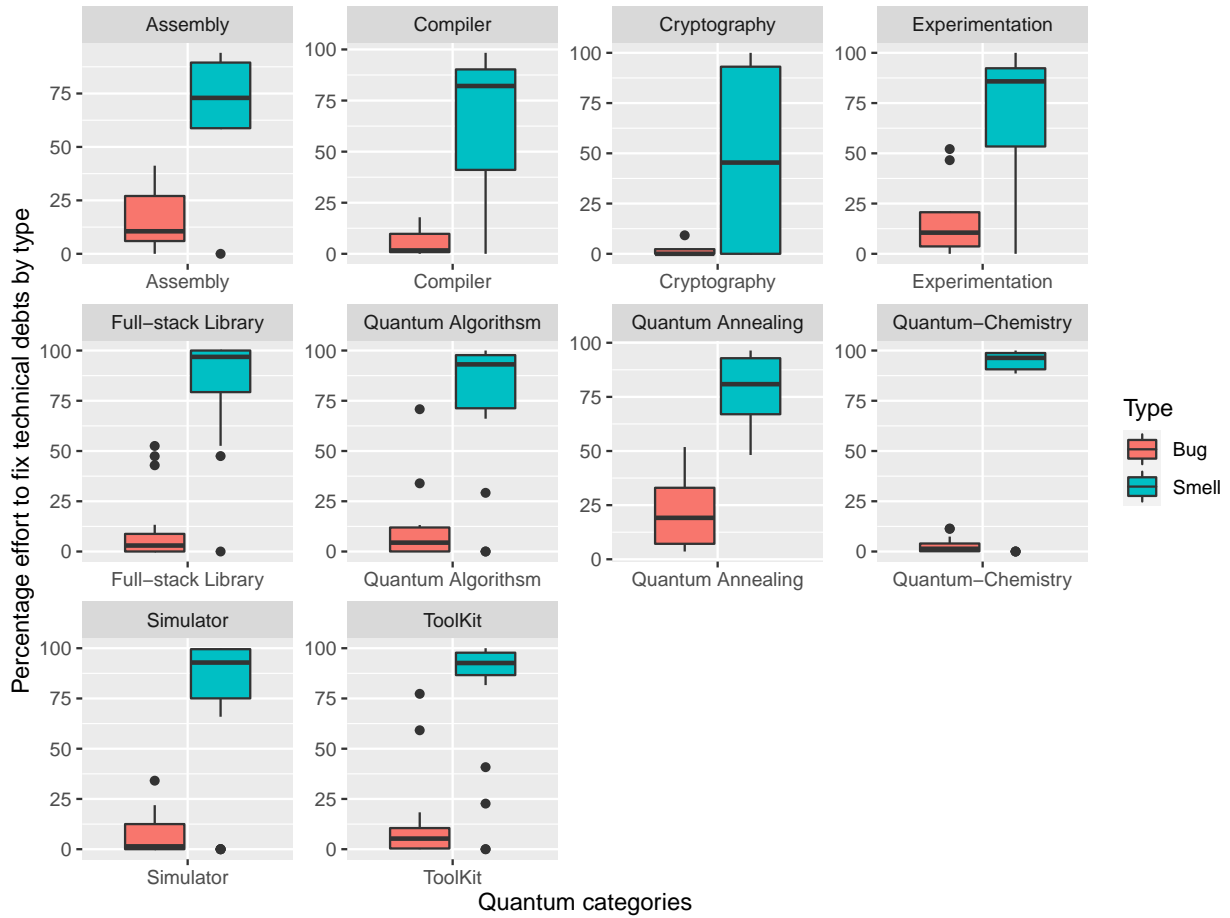 Percentage effort to fix technical debts by type
Assembly
75
50
25
0
Assembly
Compiler
100
75
50
25
0
Compiler
Cryptography
100
75
50
25
0
Cryptography
Experimentation
100
75
50
25
0
Experimentation
Full−stack Library
100
75
50
25
0
Full−stack Library
Quantum Algorithsm
100
75
50
25
0
Quantum Algorithsm
Quantum Annealing
100
75
50
25
0
Quantum Annealing
Quantum−Chemistry
100
75
50
25
0
Quantum−Chemistry
Simulator
100
75
50
25
0
Simulator
ToolKit
100
75
50
25
0
ToolKit
Quantum categories
Type
Bug
Smell